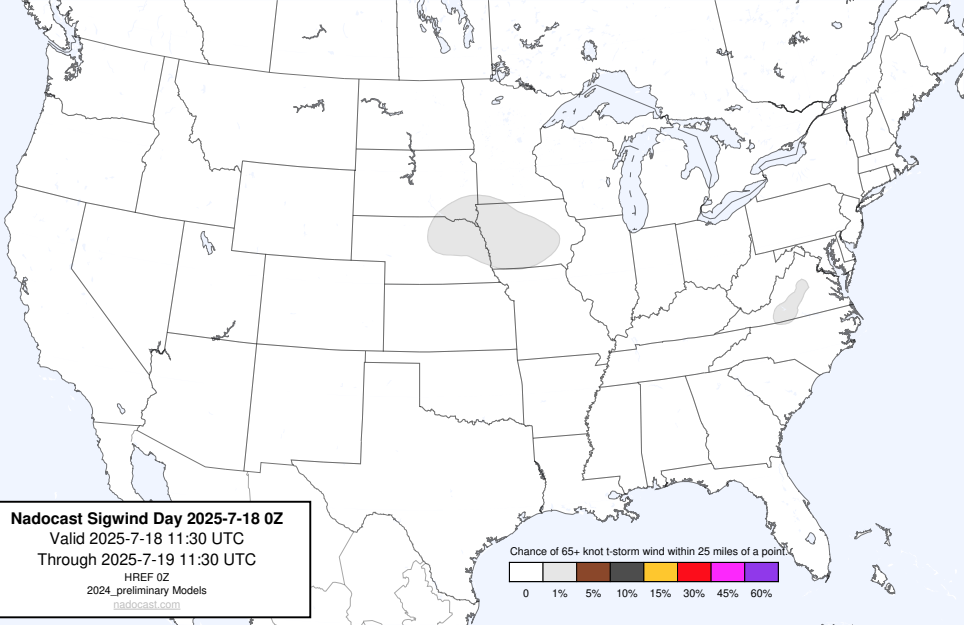 Nadocast Sigwind Day 2025-7-18 0Z
Valid 2025-7-18 11:30 UTC
Through 2025-7-19 11:30 UTC
HREF 0Z
2024_preliminary Models
nadocast.com
Chance of 65+ knot t-storm wind within 25 miles of a point.
0 1% 5% 10% 15% 30% 45% 60%